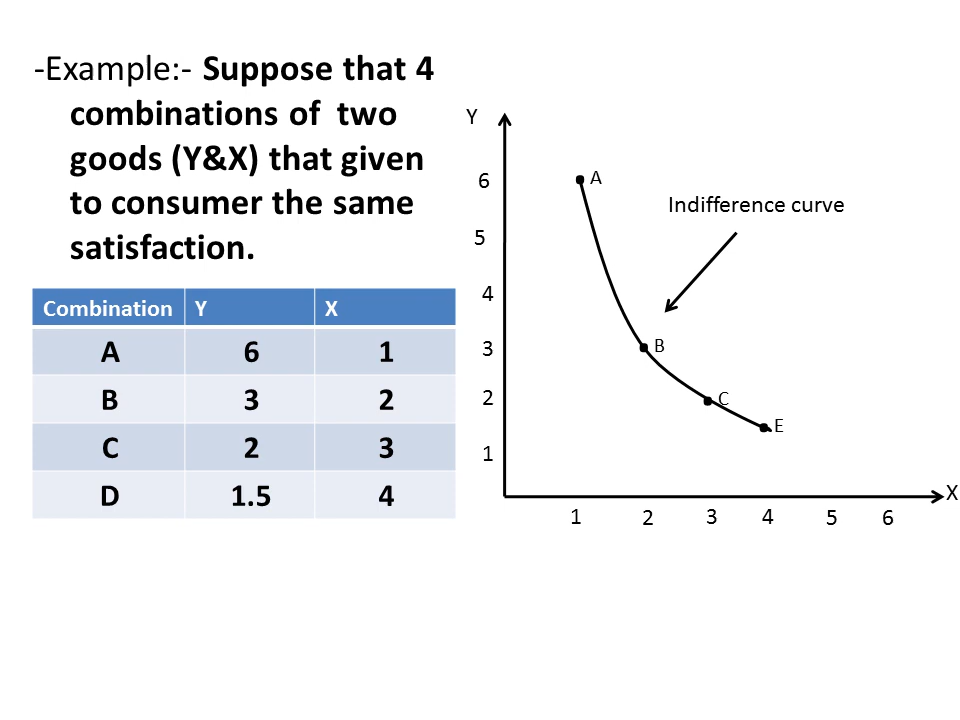 -Example:- Suppose that 4
combinations of two
goods (Y&X) that given
to consumer the same
satisfaction.
Combination Y X
A 6 1
B 3 2
C 2 3
D 1.5 4
Y
6
5
4
3
2
1
A
Indifference curve
B
C
E
X
1 2 3 4 5 6